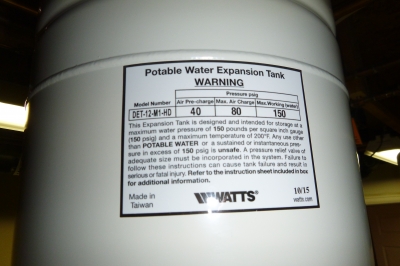 Potable Water Expansion Tank
WARNING
Pressure psig
Model Number Air Pre-charge Max. Air Charge Max.Working (water)
DET-12-M1-HD 40 80 150
This Expansion Tank is designed and intended for storage at a
maximum water pressure of 150 pounds per square inch gauge
(150 psig) and a maximum temperature of 200°F. Any use other
than POTABLE WATER or a sustained or instantaneous pres-
sure in excess of 150 psig is unsafe. A pressure relief valve of
adequate size must be incorporated in the system. Failure to
follow these instructions can cause tank failure and result in
serious or fatal injury. Refer to the instruction sheet included in box
for additional information.
Made in
Taiwan
WATTS®
10/15
watts.com